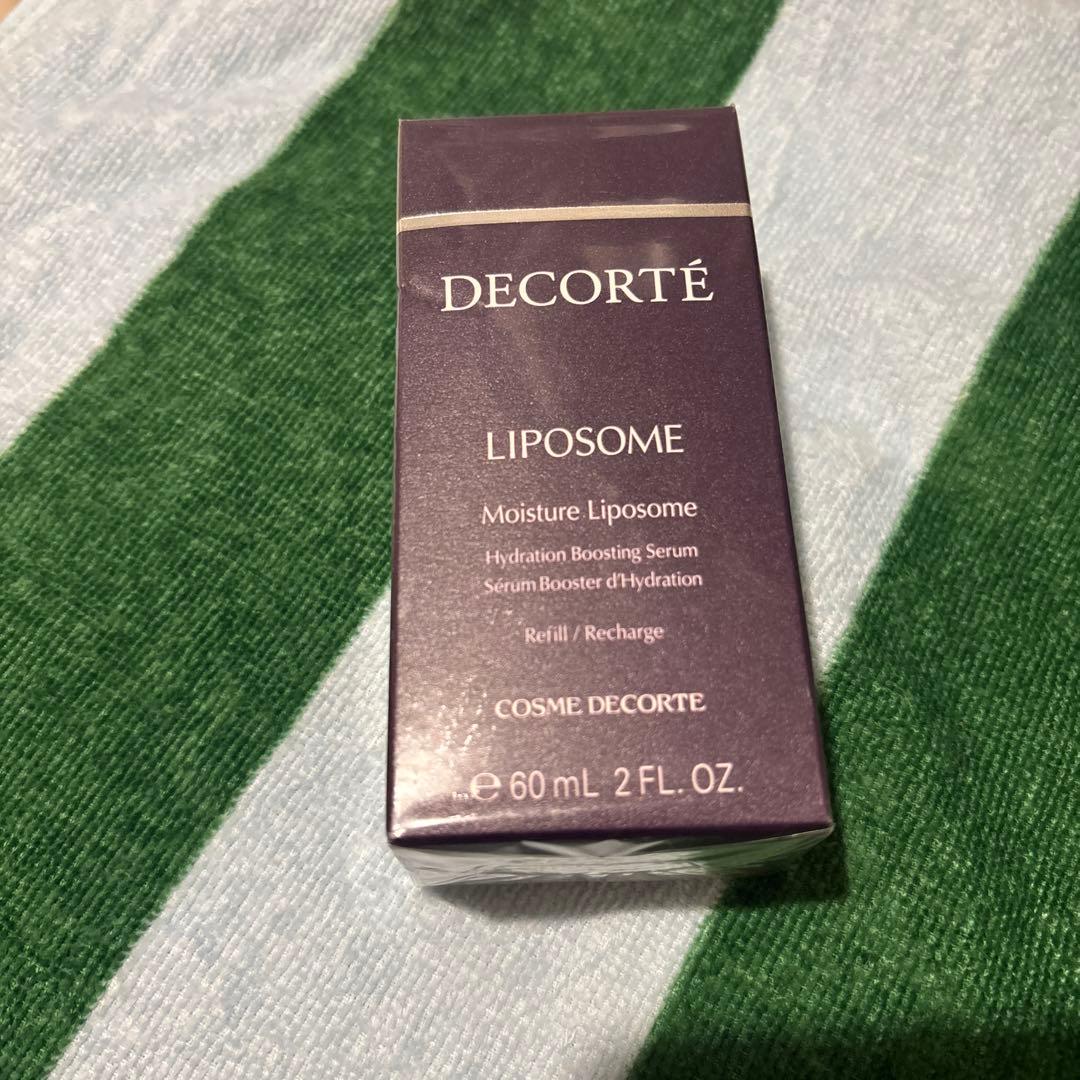 DECORTÉ
LIPOSOME
Moisture Liposome
Hydration Boosting Serum
Sérum Booster d'Hydration
Refill / Recharge
COSME DECORTE
℮ 60 mL 2 FL. OZ.